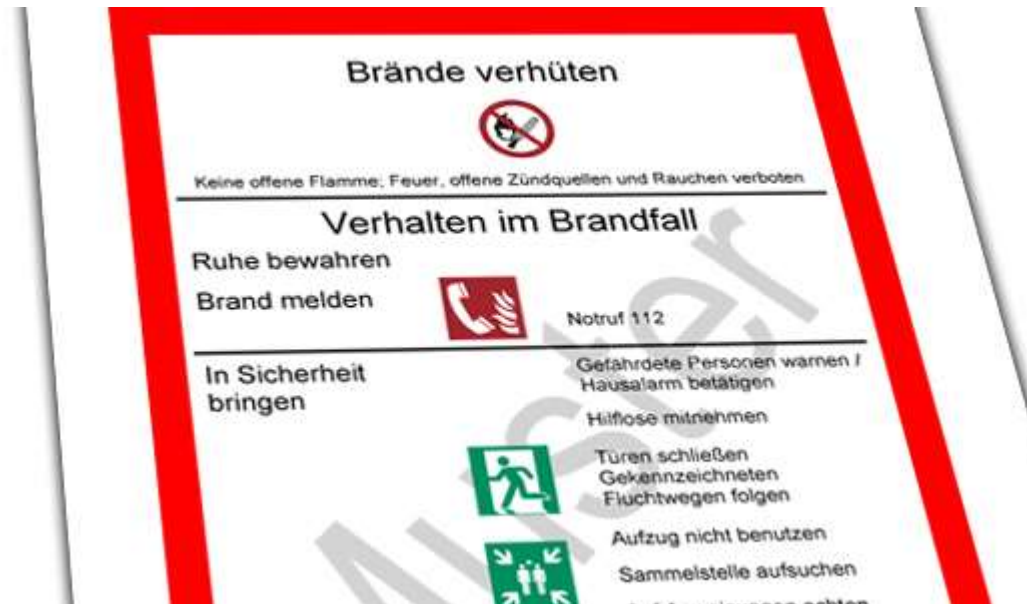 Brände verhüten
Keine offene Flamme; Feuer, offene Zündquellen und Rauchen verboten
Verhalten im Brandfall
Ruhe bewahren
Brand melden
Notruf 112
In Sicherheit
bringen
Gefährdete Personen warnen /
Hausalarm betätigen
Hilflose mitnehmen
Türen schließen
Gekennzeichneten
Fluchtwegen folgen
Aufzug nicht benutzen
Sammelstelle aufsuchen
Muster